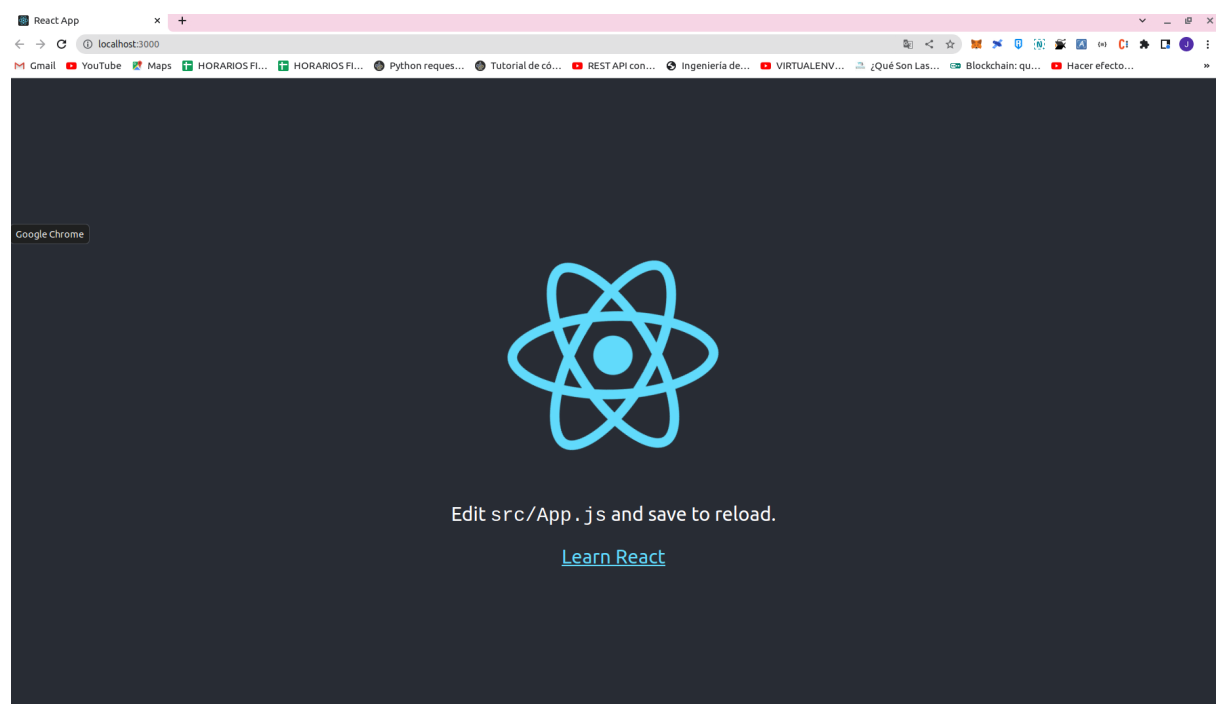 React App
localhost:3000
Gmail YouTube Maps HORARIOS FI... HORARIOS FI... Python reques... Tutorial de có... REST API con... Ingeniería de... VIRTUALENV... ¿Qué Son Las... Blockchain: qu... Hacer efecto...
Google Chrome
Edit src/App.js and save to reload.
Learn React